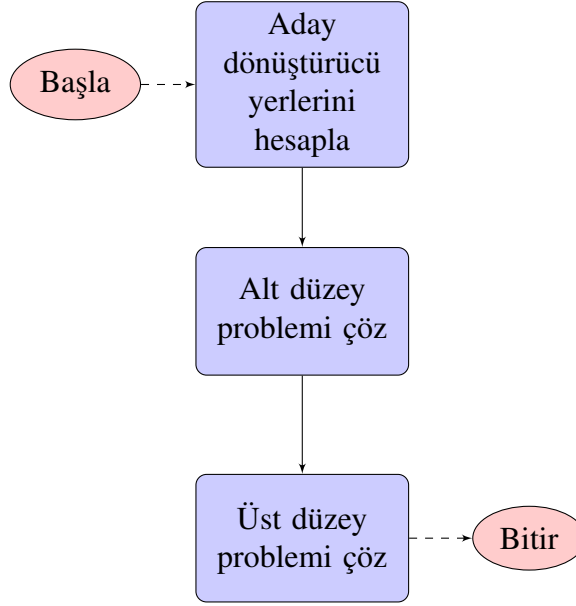 Başla
Aday
dönüştürücü
yerlerini
hesapla
Alt düzey
problemi çöz
Üst düzey
problemi çöz
Bitir